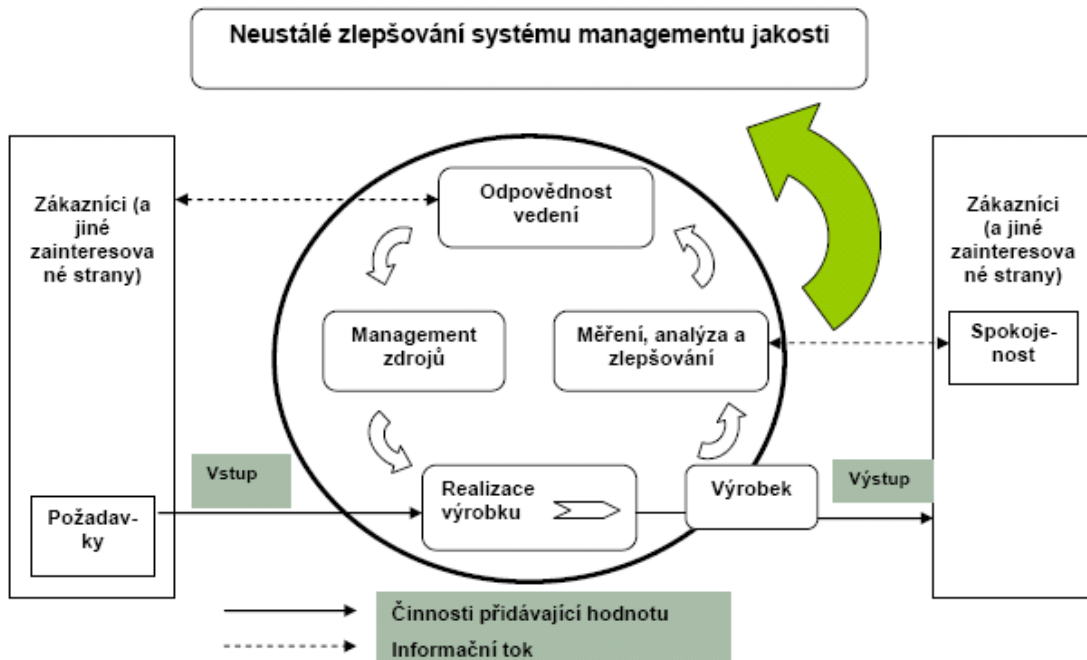 Neustálé zlepšování systému managementu jakosti
Zákazníci (a
jiné
zainteresova
né strany)
Odpovědnost
vedení
Zákazníci
(a jiné
zainteresova
né strany)
Management
zdrojů
Měření, analýza a
zlepšování
Spokoje-
nost
Vstup
Požadav-
ky
Realizace
výrobku
Výrobek
Výstup
Činnosti přidávající hodnotu
Informační tok